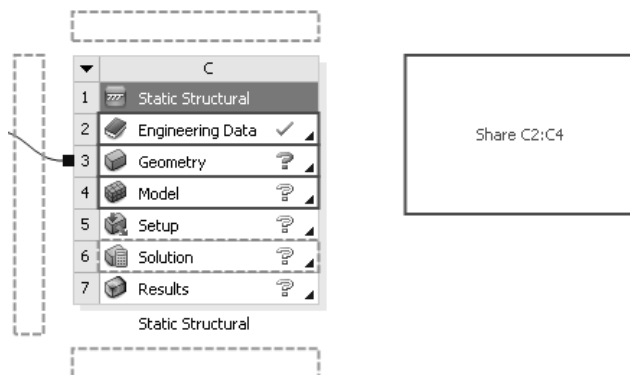 C
1 Static Structural
2 Engineering Data
3 Geometry
4 Model
5 Setup
6 Solution
7 Results
Static Structural
Share C2:C4